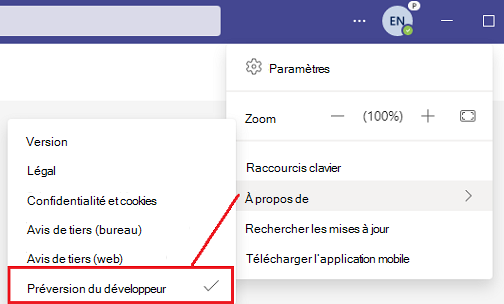 EN
P
Paramètres
Zoom — (100%) +
Raccourcis clavier
À propos de
Rechercher les mises à jour
Télécharger l'application mobile
Version
Légal
Confidentialité et cookies
Avis de tiers (bureau)
Avis de tiers (web)
Préversion du développeur